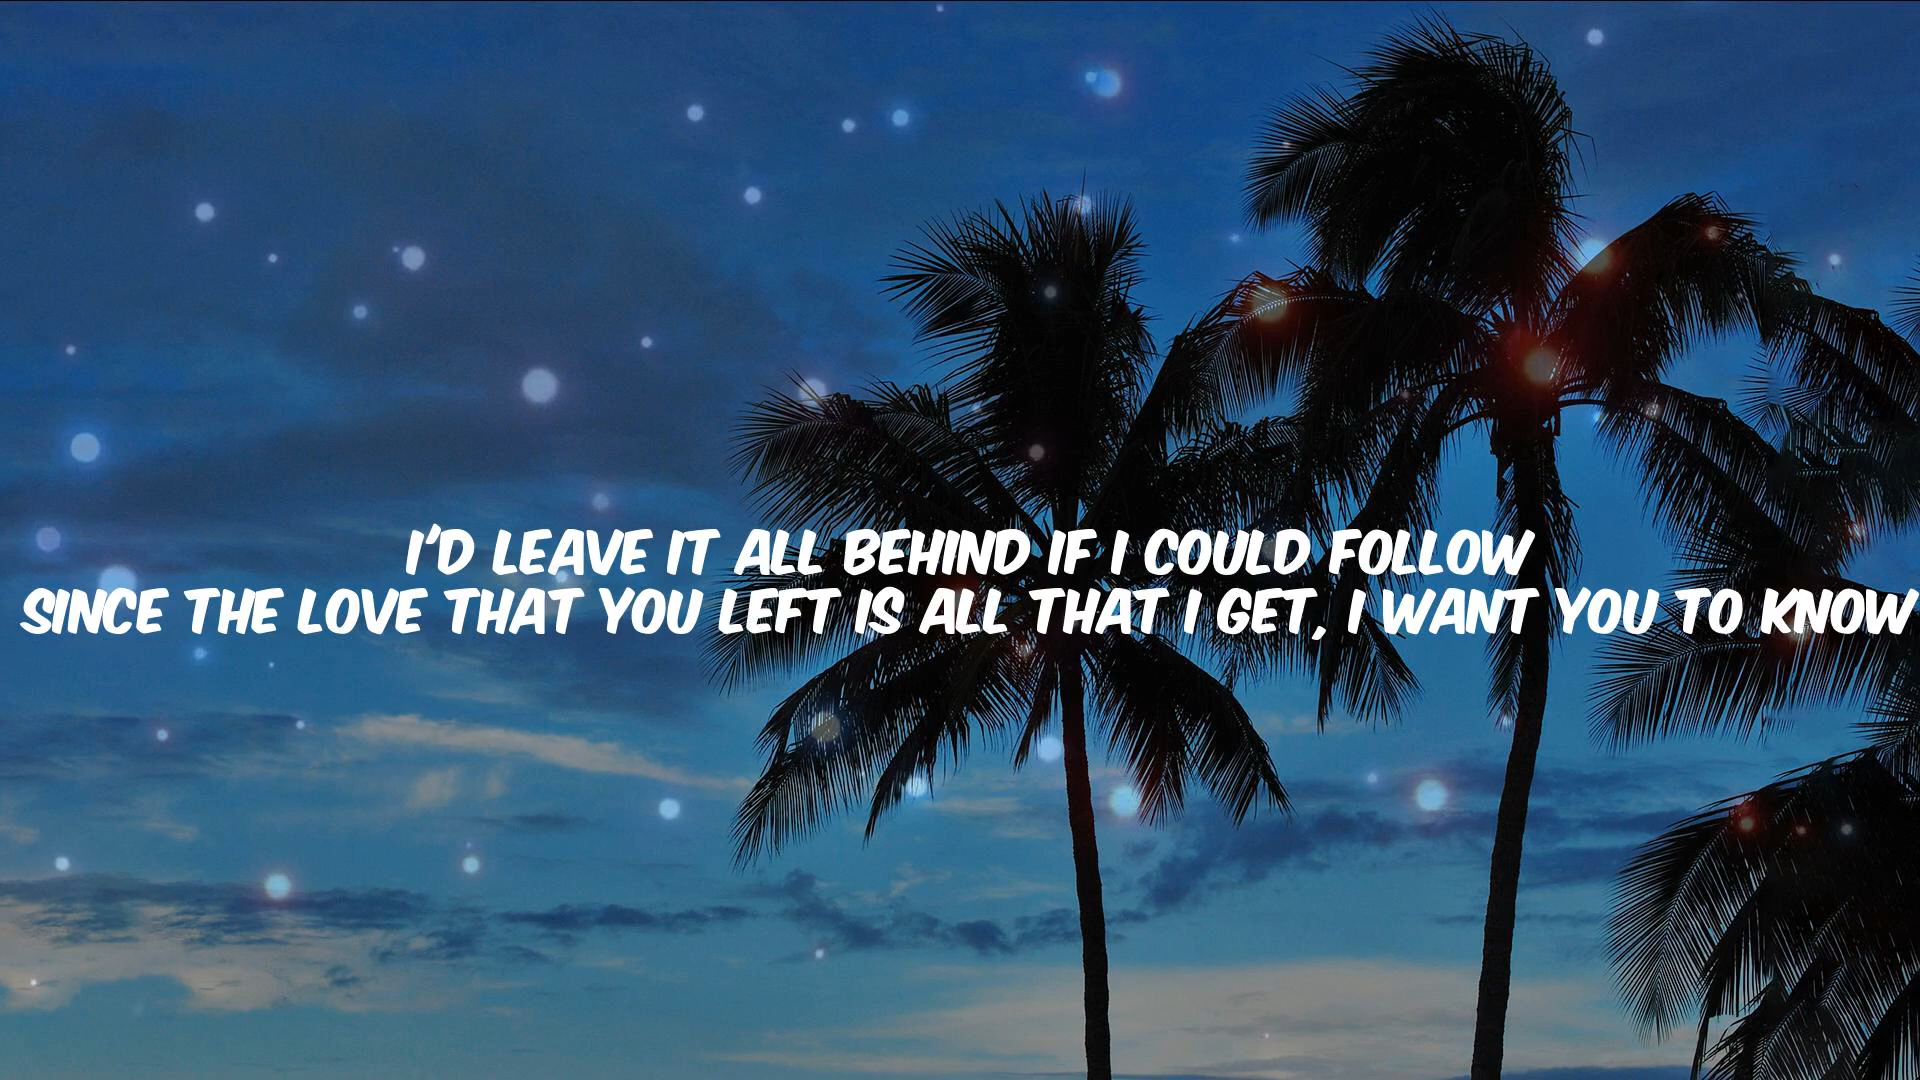 I'D LEAVE IT ALL BEHIND IF I COULD FOLLOW
SINCE THE LOVE THAT YOU LEFT IS ALL THAT I GET, I WANT YOU TO KNOW